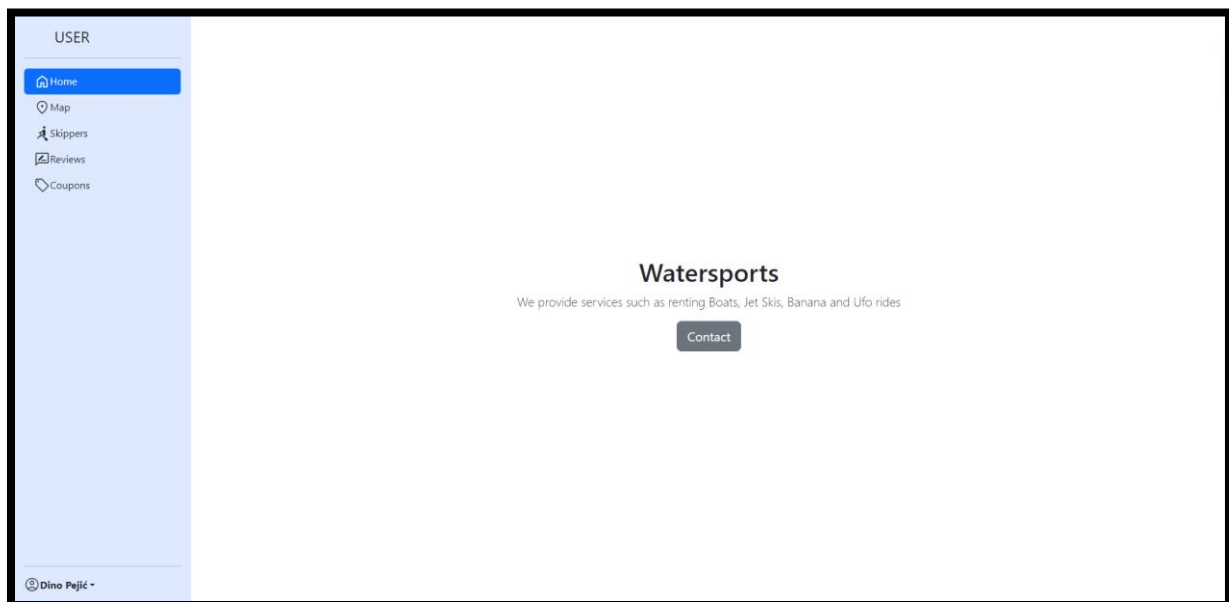 USER
Home
Map
Skippers
Reviews
Coupons
Watersports
We provide services such as renting Boats, Jet Skis, Banana and Ufo rides
Contact
Dino Pejić